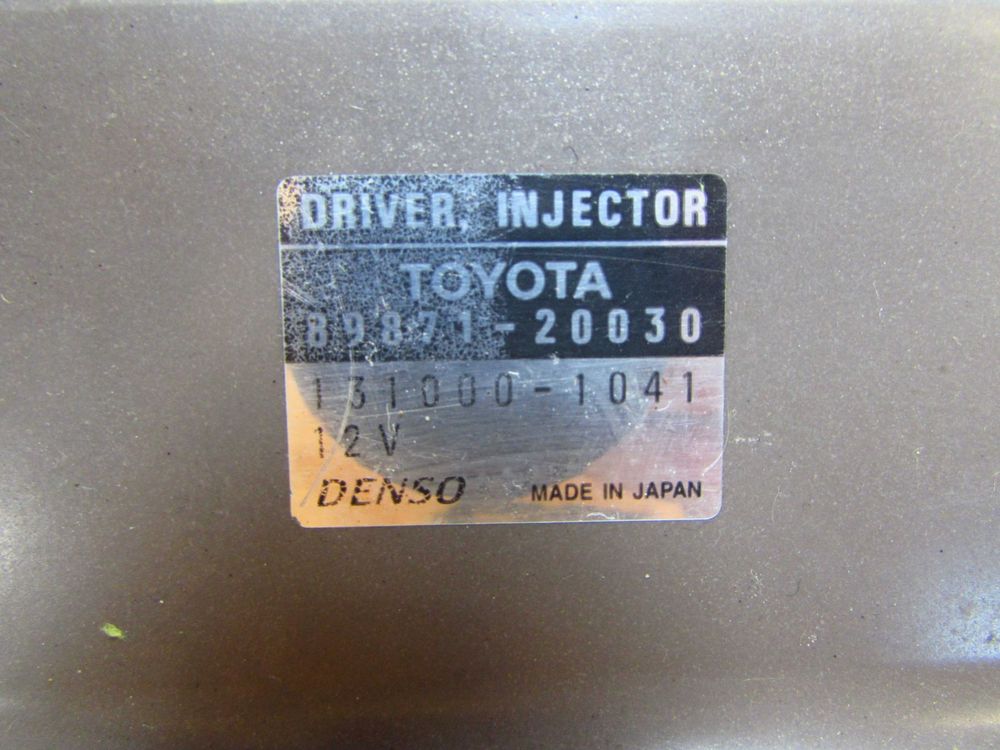 DRIVER, INJECTOR
TOYOTA
89871-20030
131000-1041
12V
DENSO MADE IN JAPAN